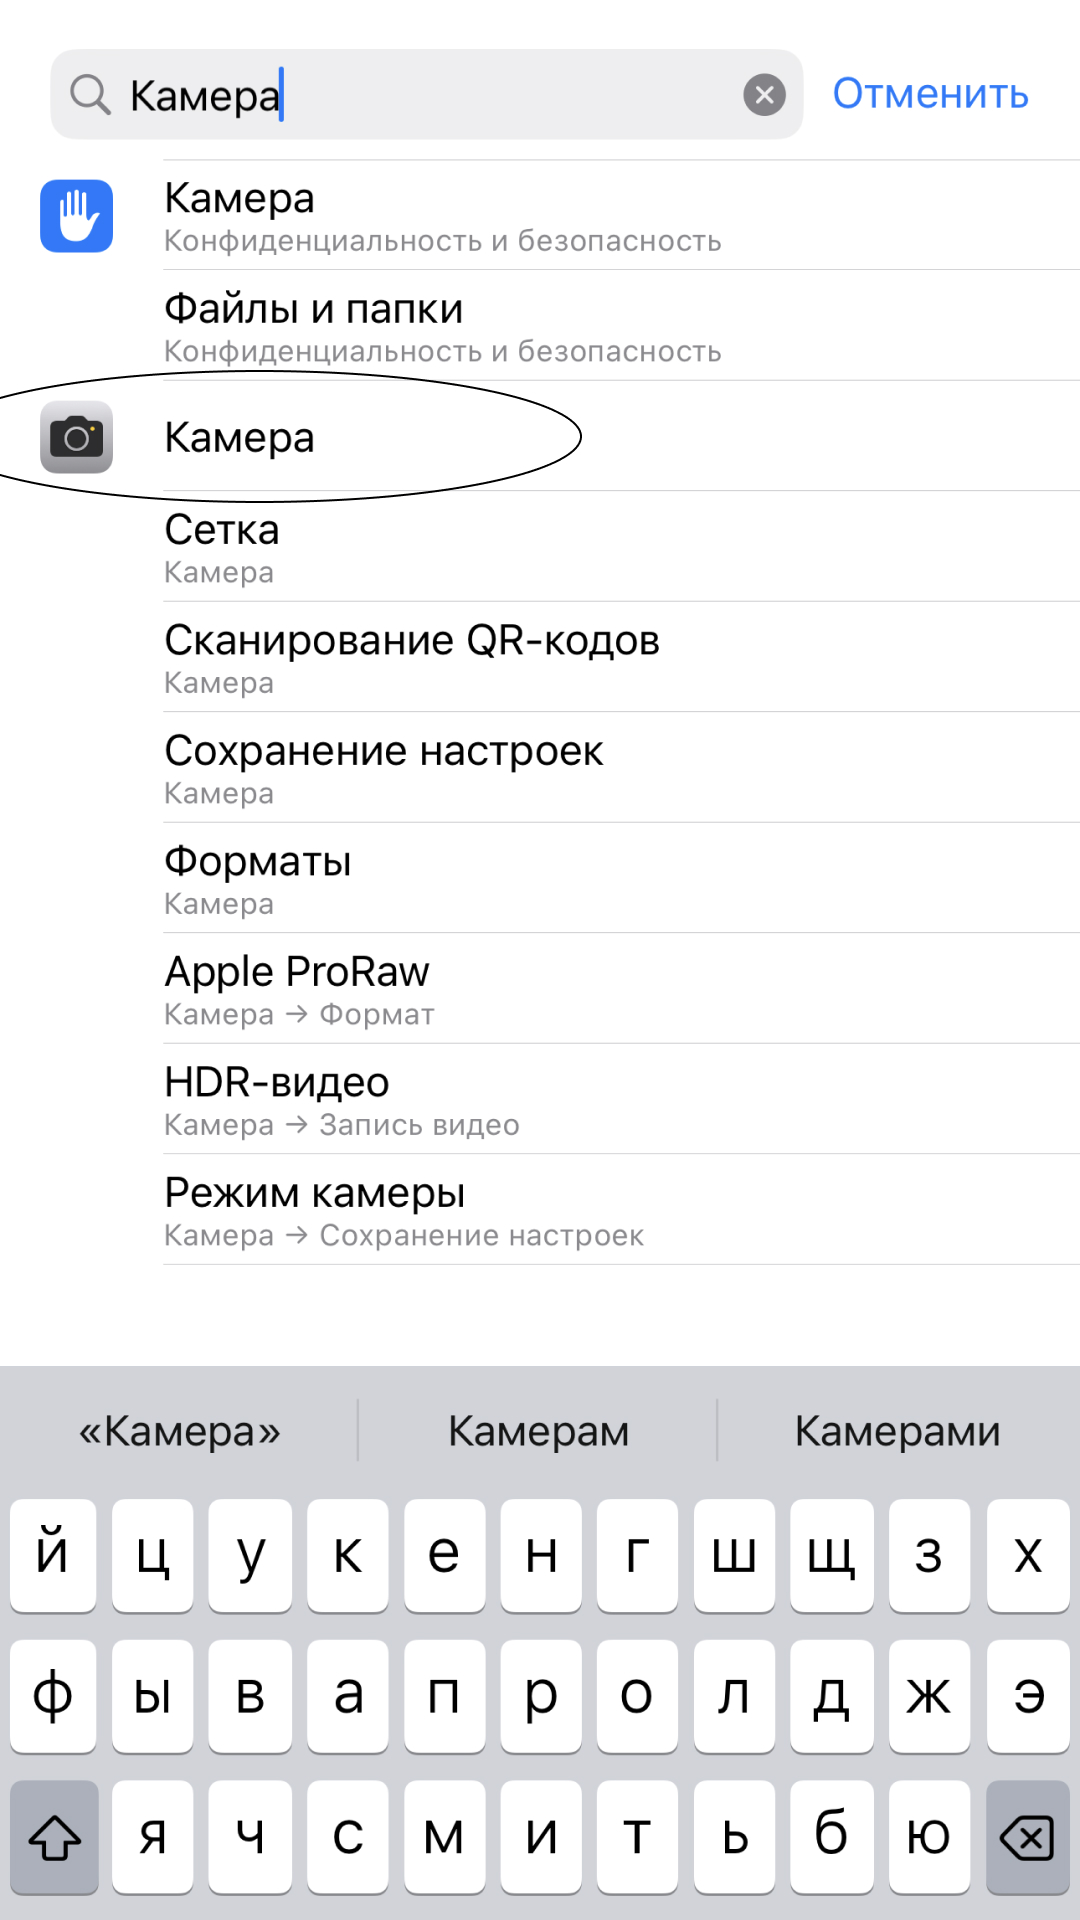 Камера
Отменить
Камера
Конфиденциальность и безопасность
Файлы и папки
Конфиденциальность и безопасность
Камера
Сетка
Камера
Сканирование QR-кодов
Камера
Сохранение настроек
Камера
Форматы
Камера
Apple ProRaw
Камера → Формат
HDR-видео
Камера → Запись видео
Режим камеры
Камера → Сохранение настроек
«Камера» Камерам Камерами
й ц у к е н г ш щ з х
ф ы в а п р о л д ж э
я ч с м и т ь б ю